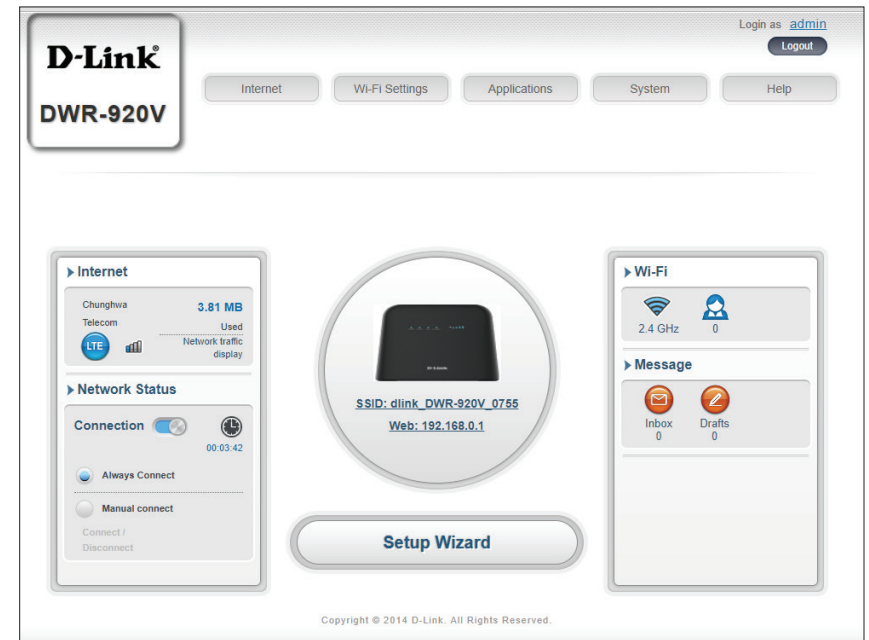 Login as admin
Logout
D-Link
DWR-920V
Internet
Wi-Fi Settings
Applications
System
Help
Internet
Chunghwa
Telecom
3.81 MB
Used
Network traffic
display
LTE
Network Status
Connection
00:03:42
Always Connect
Manual connect
Connect /
Disconnect
SSID: dlink_DWR-920V_0755
Web: 192.168.0.1
Setup Wizard
Wi-Fi
2.4 GHz
0
Message
Inbox
0
Drafts
0
Copyright © 2014 D-Link. All Rights Reserved.